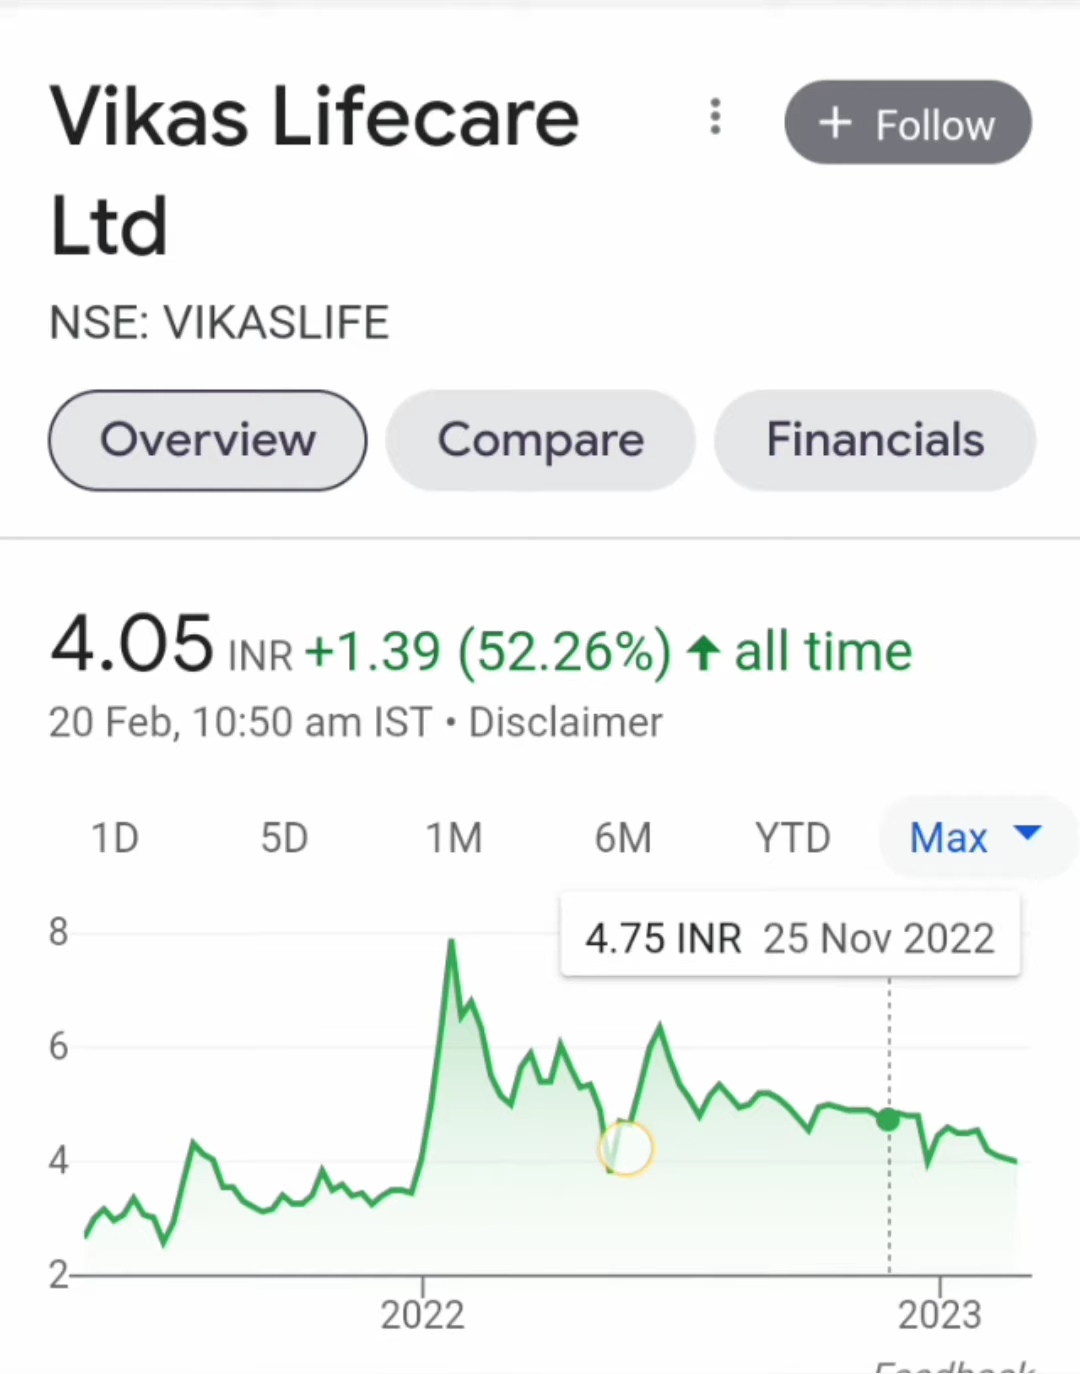 Vikas Lifecare
Ltd
+ Follow
NSE: VIKASLIFE
Overview Compare Financials
4.05 INR +1.39 (52.26%) ↑ all time
20 Feb, 10:50 am IST • Disclaimer
1D 5D 1M 6M YTD Max
4.75 INR 25 Nov 2022
8
6
4
2
2022 2023
Feedback